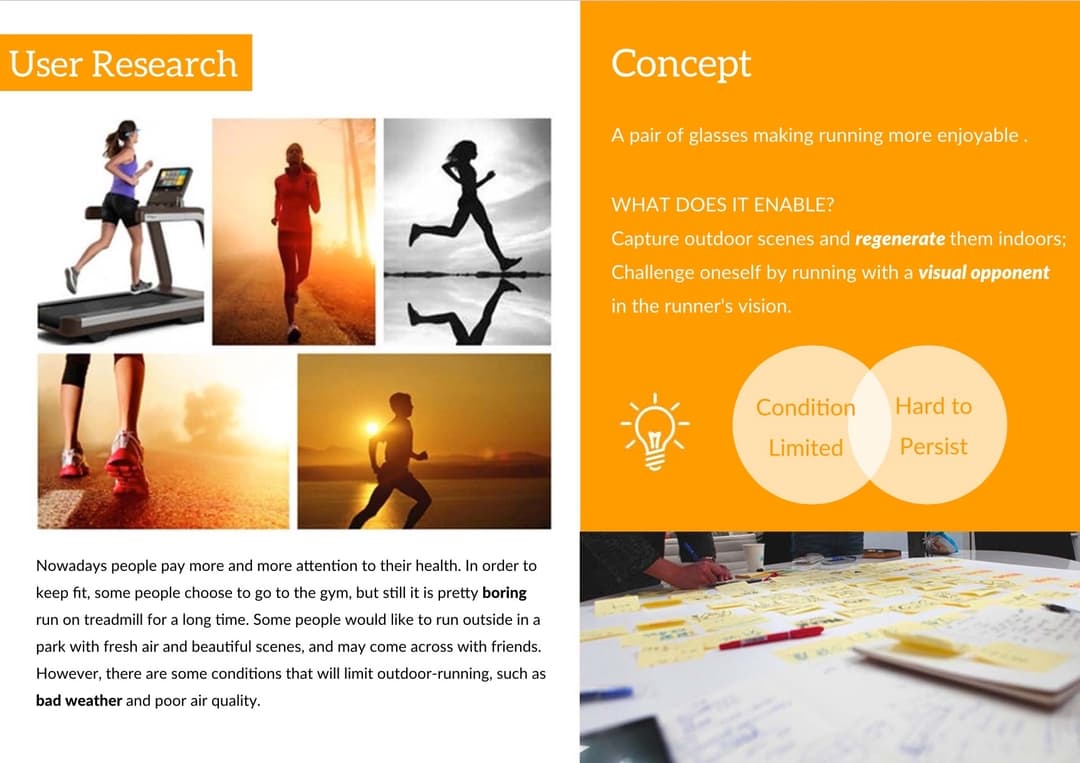 User Research
Nowadays people pay more and more attention to their health. In order to
keep fit, some people choose to go to the gym, but still it is pretty boring
run on treadmill for a long time. Some people would like to run outside in a
park with fresh air and beautiful scenes, and may come across with friends.
However, there are some conditions that will limit outdoor-running, such as
bad weather and poor air quality.
Concept
A pair of glasses making running more enjoyable .
WHAT DOES IT ENABLE?
Capture outdoor scenes and regenerate them indoors;
Challenge oneself by running with a visual opponent
in the runner's vision.
Condition
Limited
Hard to
Persist